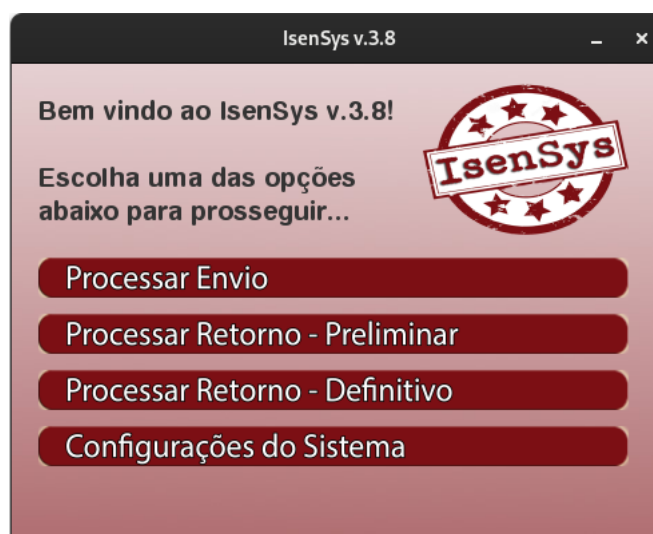 IsenSys v.3.8
Bem vindo ao IsenSys v.3.8!
IsenSys
Escolha uma das opções
abaixo para prosseguir...
Processar Envio
Processar Retorno - Preliminar
Processar Retorno - Definitivo
Configurações do Sistema